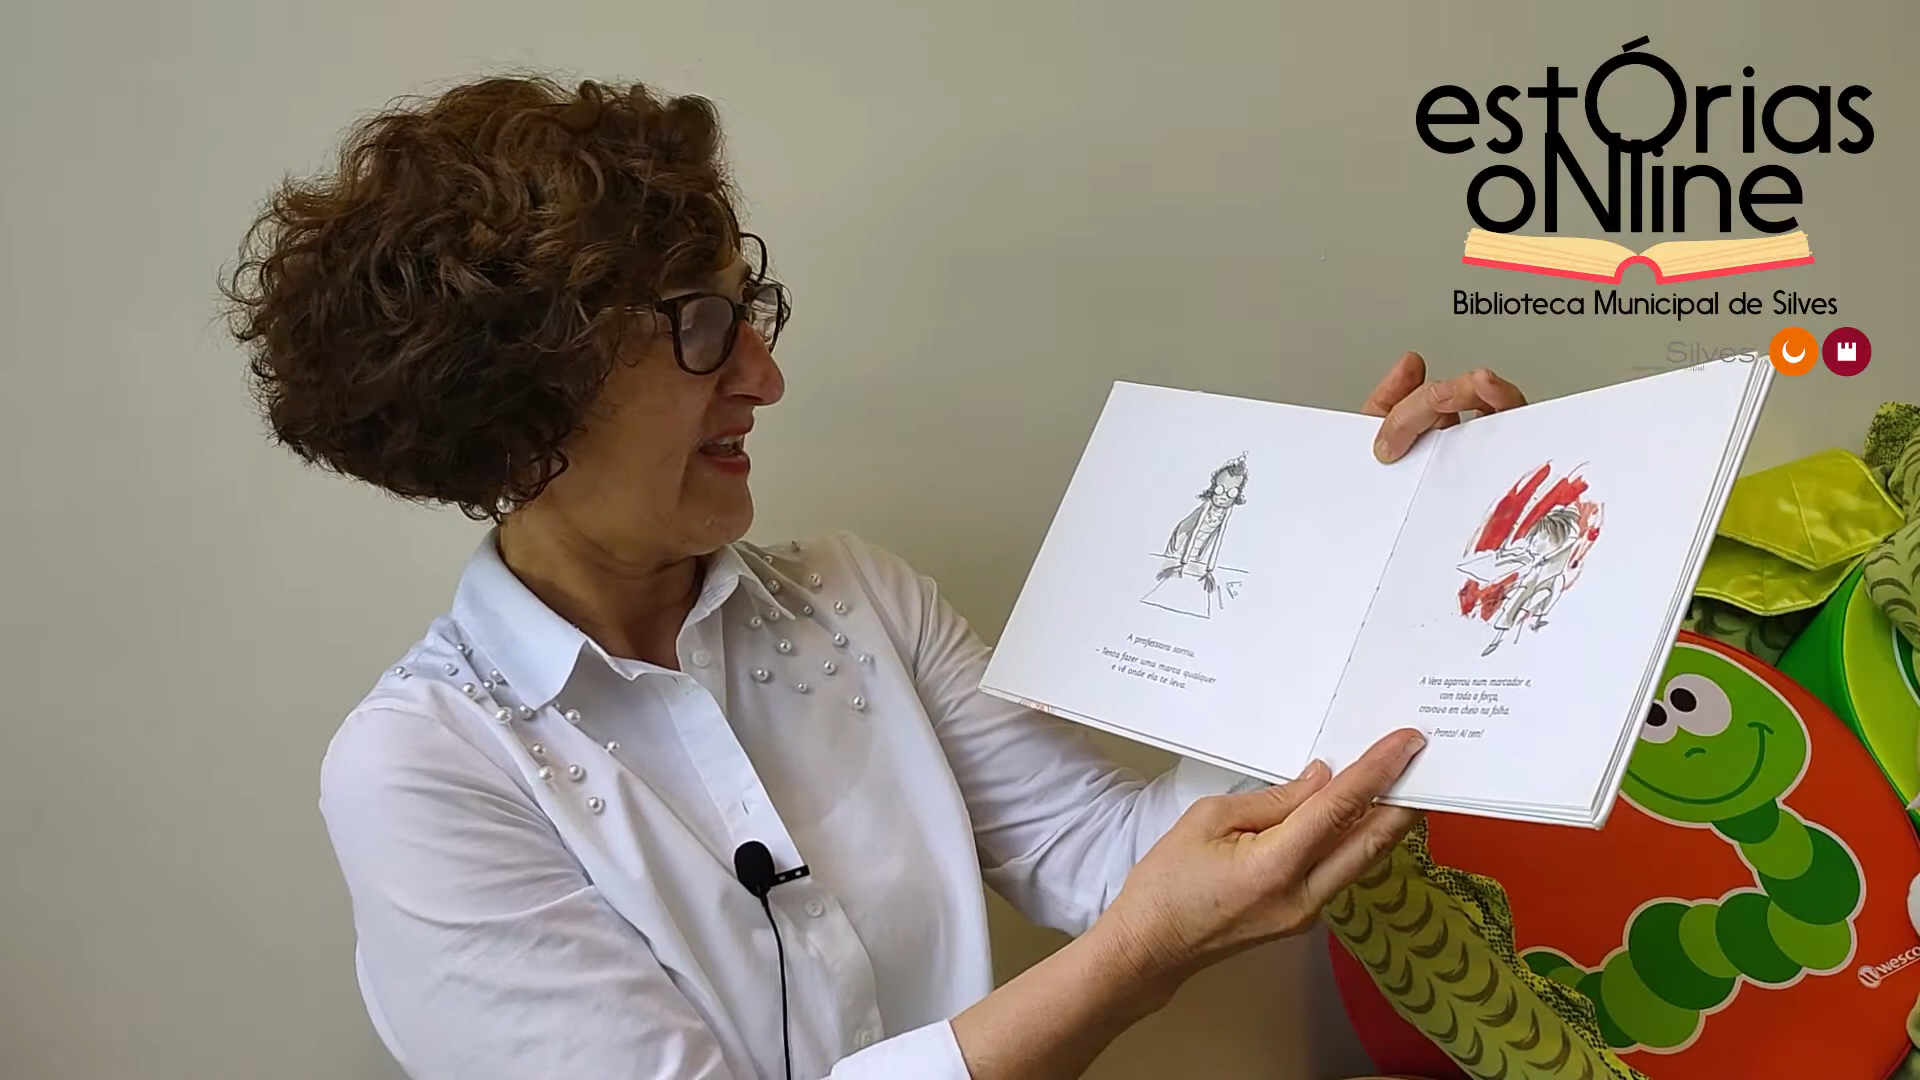 estÓrias
oNline
Biblioteca Municipal de Silves
Silves
A professora sorriu.
– Tenta fazer uma marca qualquer
e vê onde ela te leva.
A Vera agarrou num marcador e,
com toda a força,
cravou-o em cheio na folha.
– Pronto! Aí tem!
wesco